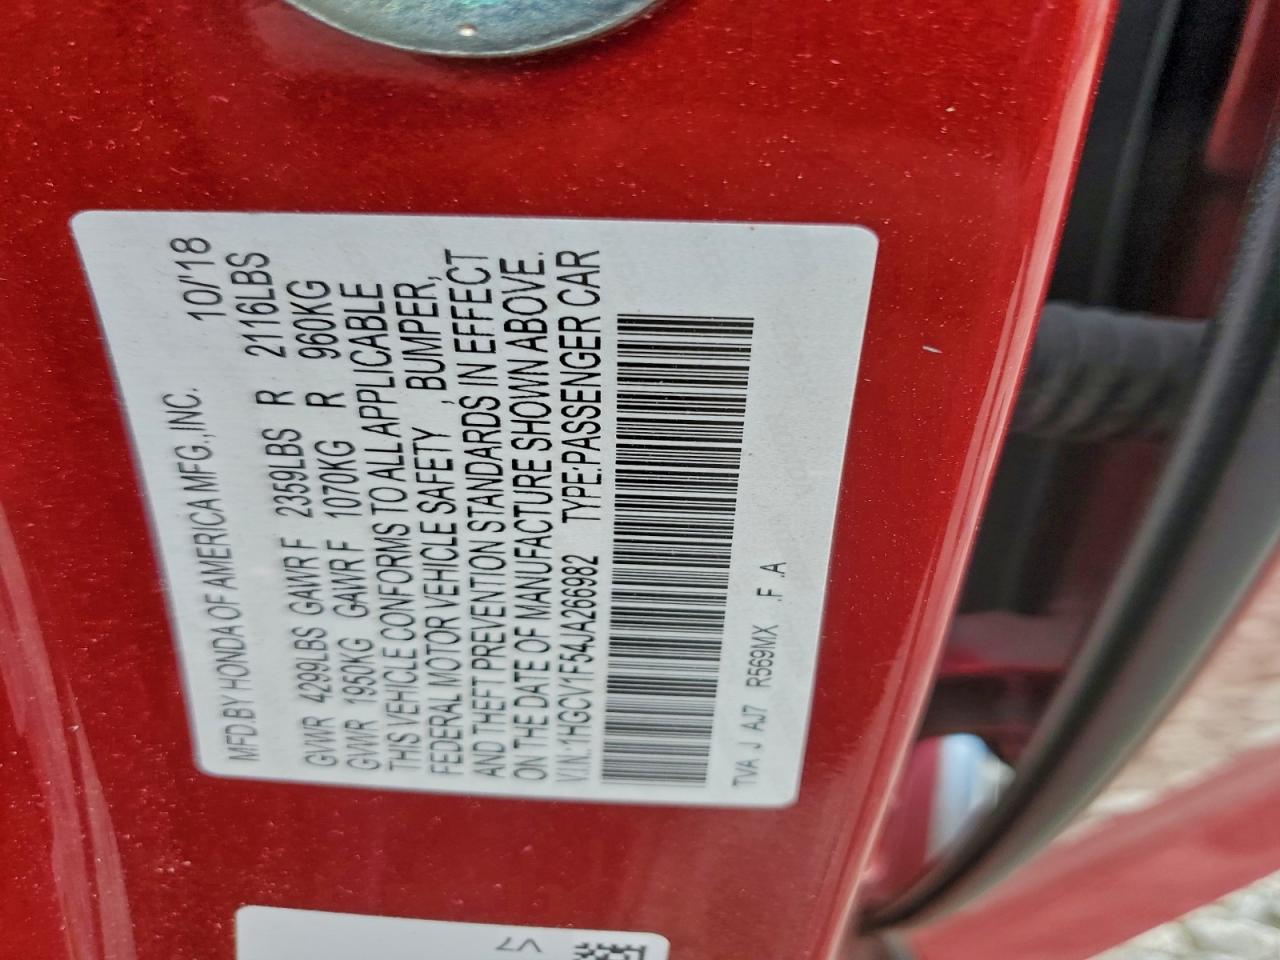 MFD.BY HONDA OF AMERICA MFG.,INC. 10/'18
GVWR 4299LBS GAWR F 2359LBS R 2116LBS
GVWR 1950KG GAWR F 1070KG R 960KG
THIS VEHICLE CONFORMS TO ALL APPLICABLE
FEDERAL MOTOR VEHICLE SAFETY , BUMPER,
AND THEFT PREVENTION STANDARDS IN EFFECT
ON THE DATE OF MANUFACTURE SHOWN ABOVE.
V.I.N.:1HGCV1F54JA266982 TYPE:PASSENGER CAR
TVA J AJ7 R569MX .F .A
V7